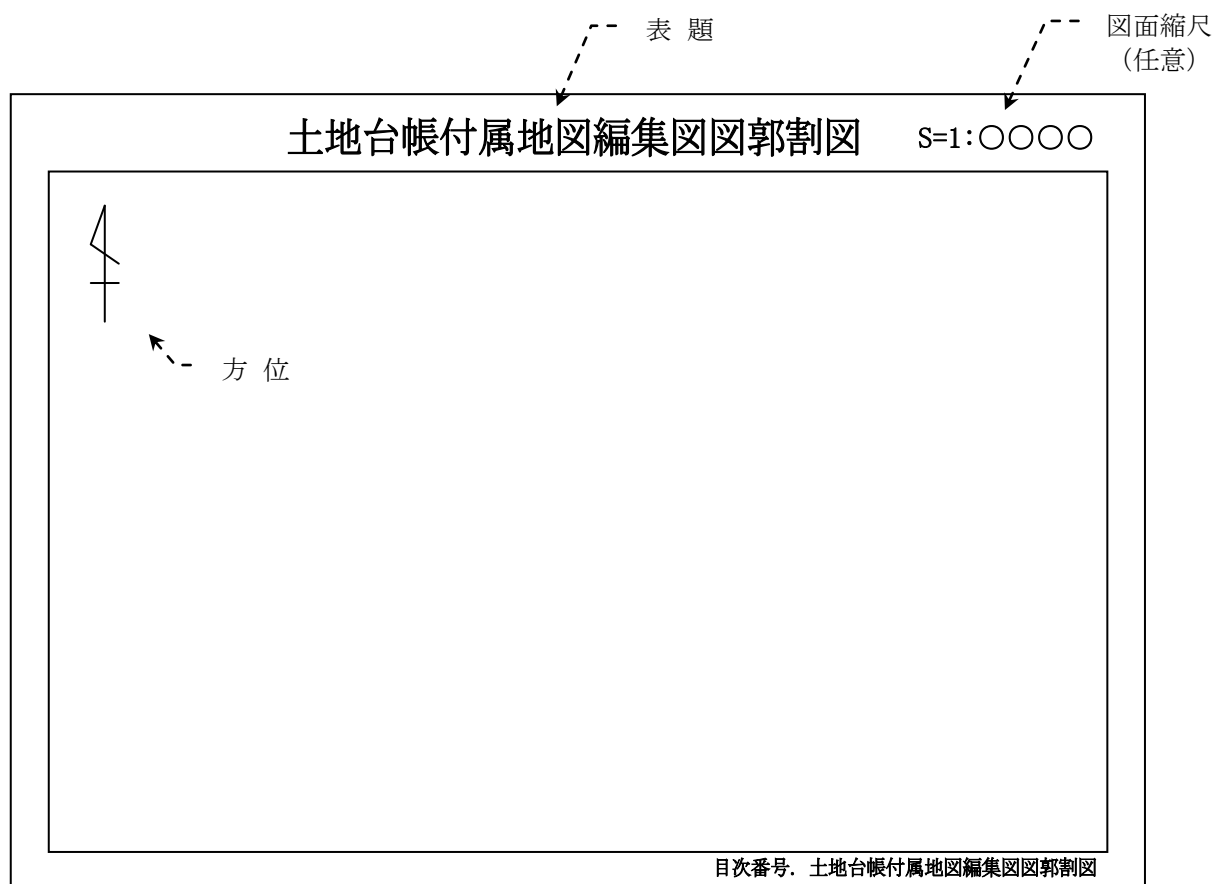 表 題
図面縮尺
(任意)
土地台帳付属地図編集図図郭割図 S=1:○○○○
方 位
目次番号. 土地台帳付属地図編集図図郭割図